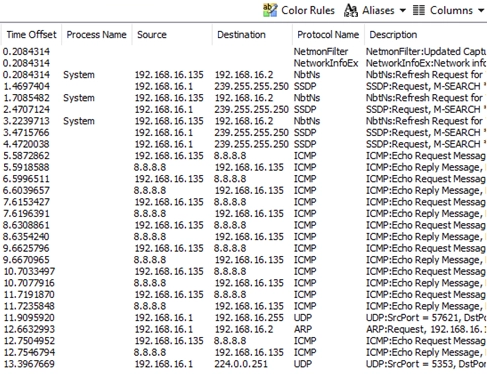 Color Rules Aliases Columns
Time Offset Process Name Source Destination Protocol Name Description
0.2084314 NetmonFilter NetmonFilter:Updated Captu
0.2084314 NetworkInfoEx NetworkInfoEx:Network info
0.2084314 System 192.168.16.135 192.168.16.2 NbtNs NbtNs:Refresh Request for
1.4697404 192.168.16.1 239.255.255.250 SSDP SSDP:Request, M-SEARCH *
1.7085482 System 192.168.16.135 192.168.16.2 NbtNs NbtNs:Refresh Request for
2.4707124 192.168.16.1 239.255.255.250 SSDP SSDP:Request, M-SEARCH *
3.2239713 System 192.168.16.135 192.168.16.2 NbtNs NbtNs:Refresh Request for
3.4715766 192.168.16.1 239.255.255.250 SSDP SSDP:Request, M-SEARCH *
4.4720038 192.168.16.1 239.255.255.250 SSDP SSDP:Request, M-SEARCH *
5.5872862 192.168.16.135 8.8.8.8 ICMP ICMP:Echo Request Messag
5.5918588 8.8.8.8 192.168.16.135 ICMP ICMP:Echo Reply Message,
6.5996511 192.168.16.135 8.8.8.8 ICMP ICMP:Echo Request Messag
6.6039657 8.8.8.8 192.168.16.135 ICMP ICMP:Echo Reply Message,
7.6153427 192.168.16.135 8.8.8.8 ICMP ICMP:Echo Request Messag
7.6196391 8.8.8.8 192.168.16.135 ICMP ICMP:Echo Reply Message,
8.6308861 192.168.16.135 8.8.8.8 ICMP ICMP:Echo Request Messag
8.6354240 8.8.8.8 192.168.16.135 ICMP ICMP:Echo Reply Message,
9.6625796 192.168.16.135 8.8.8.8 ICMP ICMP:Echo Request Messag
9.6670965 8.8.8.8 192.168.16.135 ICMP ICMP:Echo Reply Message,
10.7033497 192.168.16.135 8.8.8.8 ICMP ICMP:Echo Request Messag
10.7077916 8.8.8.8 192.168.16.135 ICMP ICMP:Echo Reply Message,
11.7191870 192.168.16.135 8.8.8.8 ICMP ICMP:Echo Request Messag
11.7235848 8.8.8.8 192.168.16.135 ICMP ICMP:Echo Reply Message,
11.9095920 192.168.16.1 192.168.16.255 UDP UDP:SrcPort = 57621, DstPo
12.6632993 192.168.16.1 192.168.16.2 ARP ARP:Request, 192.168.16.1
12.7504952 192.168.16.135 8.8.8.8 ICMP ICMP:Echo Request Messag
12.7546794 8.8.8.8 192.168.16.135 ICMP ICMP:Echo Reply Message,
13.3967669 192.168.16.1 224.0.0.251 UDP UDP:SrcPort = 5353, DstPor